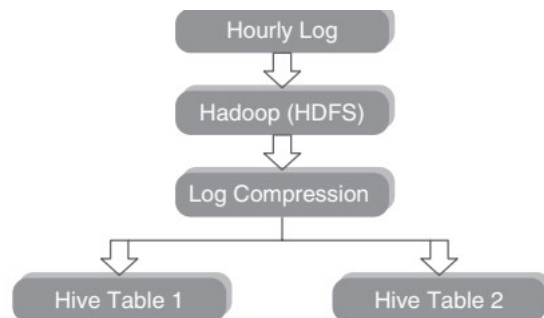 Hourly Log
Hadoop (HDFS)
Log Compression
Hive Table 1
Hive Table 2